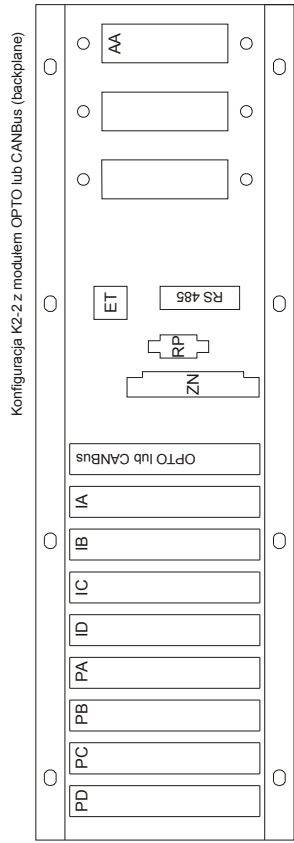 Konfiguracja K2-2 z modułem OPTO lub CANBus (backplane)
AA
ET
RS 485
RP
ZN
OPTO lub CANBus
IA
IB
IC
ID
PA
PB
PC
PD